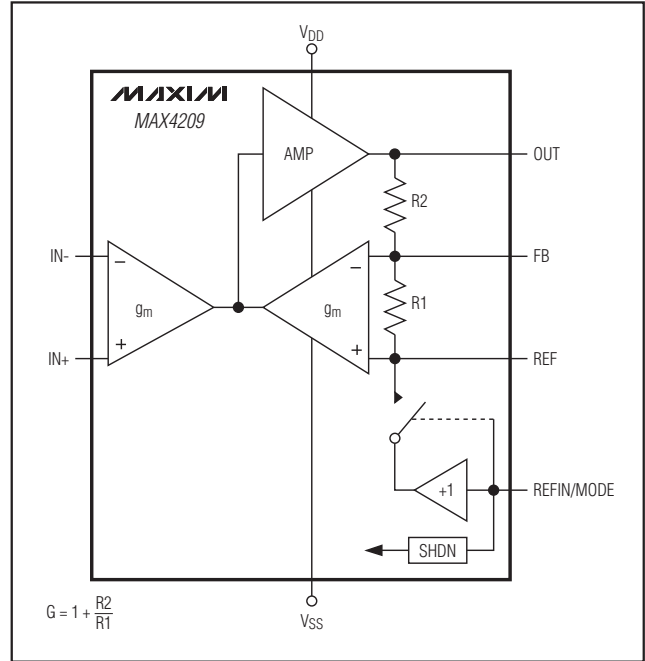 VDD
MAXIM
MAX4209
AMP
OUT
R2
IN-
−
−
FB
gm
gm
R1
IN+
+
+
REF
+1
REFIN/MODE
SHDN
G = 1 + R2/R1
VSS